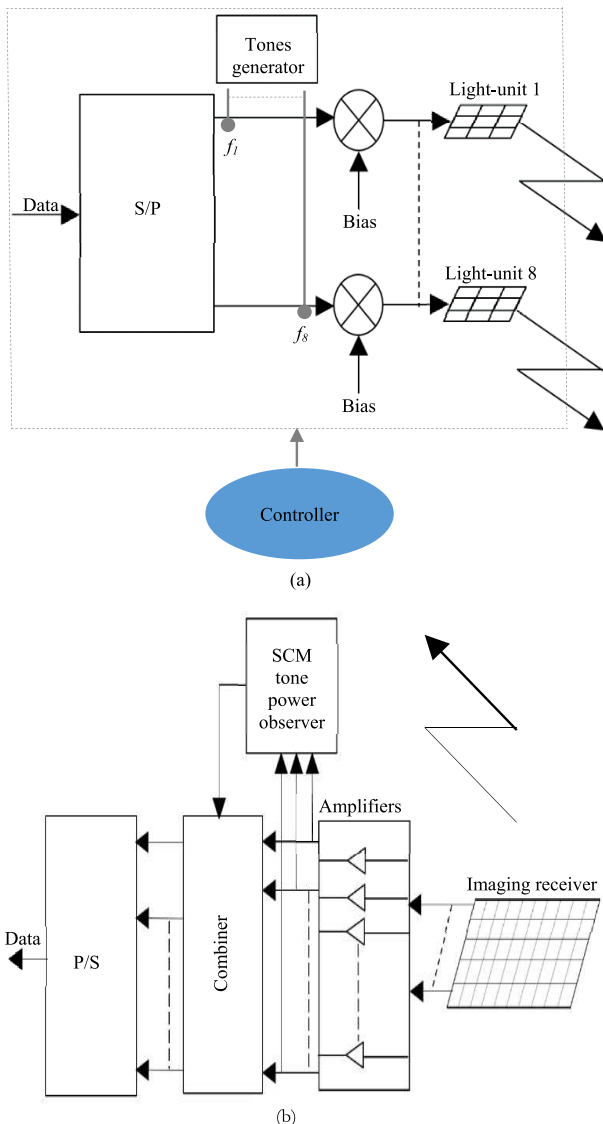 Tones
generator
Light-unit 1
f1
Data
S/P
Bias
Light-unit 8
f8
Bias
Controller
(a)
SCM
tone
power
observer
Amplifiers
Imaging receiver
Data
P/S
Combiner
(b)